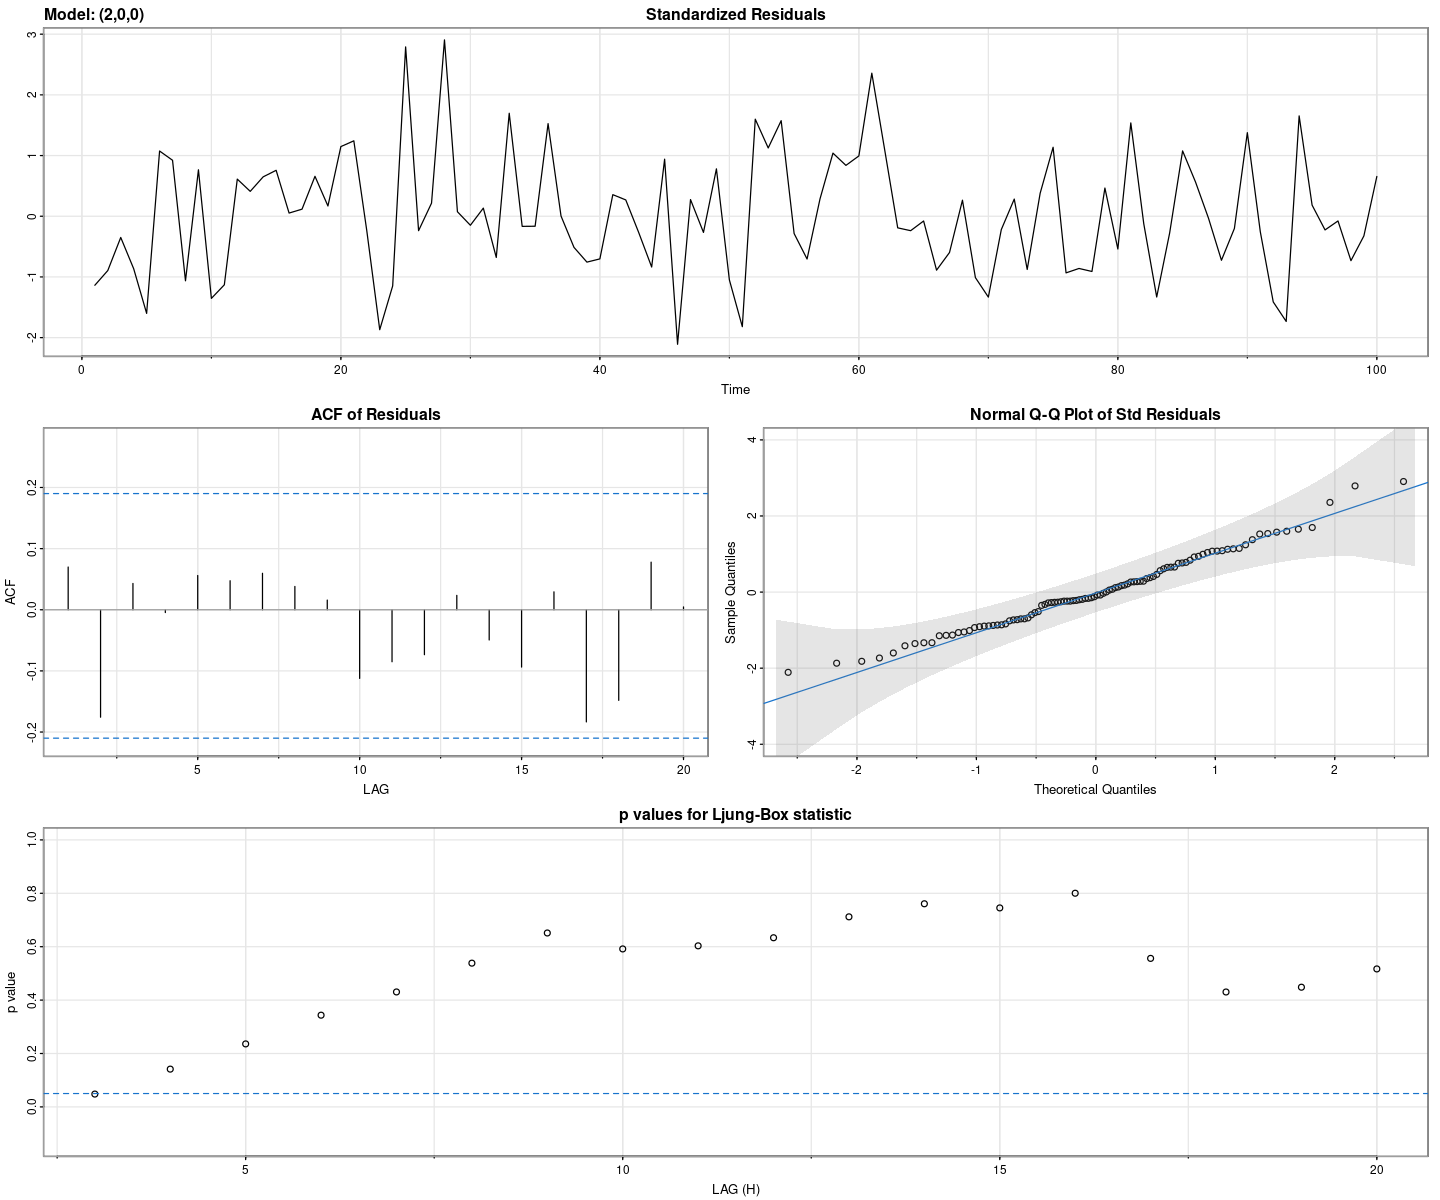 Model: (2,0,0) Standardized Residuals
3
2
1
0
-1
-2
0 20 40 60 80 100
Time
ACF of Residuals
ACF
0.2
0.1
0.0
-0.1
-0.2
5 10 15 20
LAG
Normal Q-Q Plot of Std Residuals
Sample Quantiles
4
2
0
-2
-4
-2 -1 0 1 2
Theoretical Quantiles
p values for Ljung-Box statistic
p value
1.0
0.8
0.6
0.4
0.2
0.0
5 10 15 20
LAG (H)